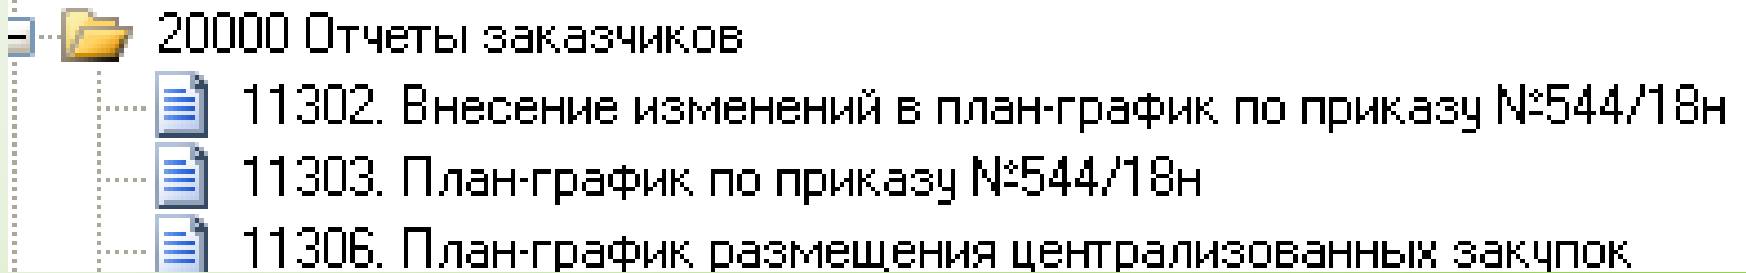 20000 Отчеты заказчиков
11302. Внесение изменений в план-график по приказу №544/18н
11303. План-график по приказу №544/18н
11306. План-график размещения централизованных закупок